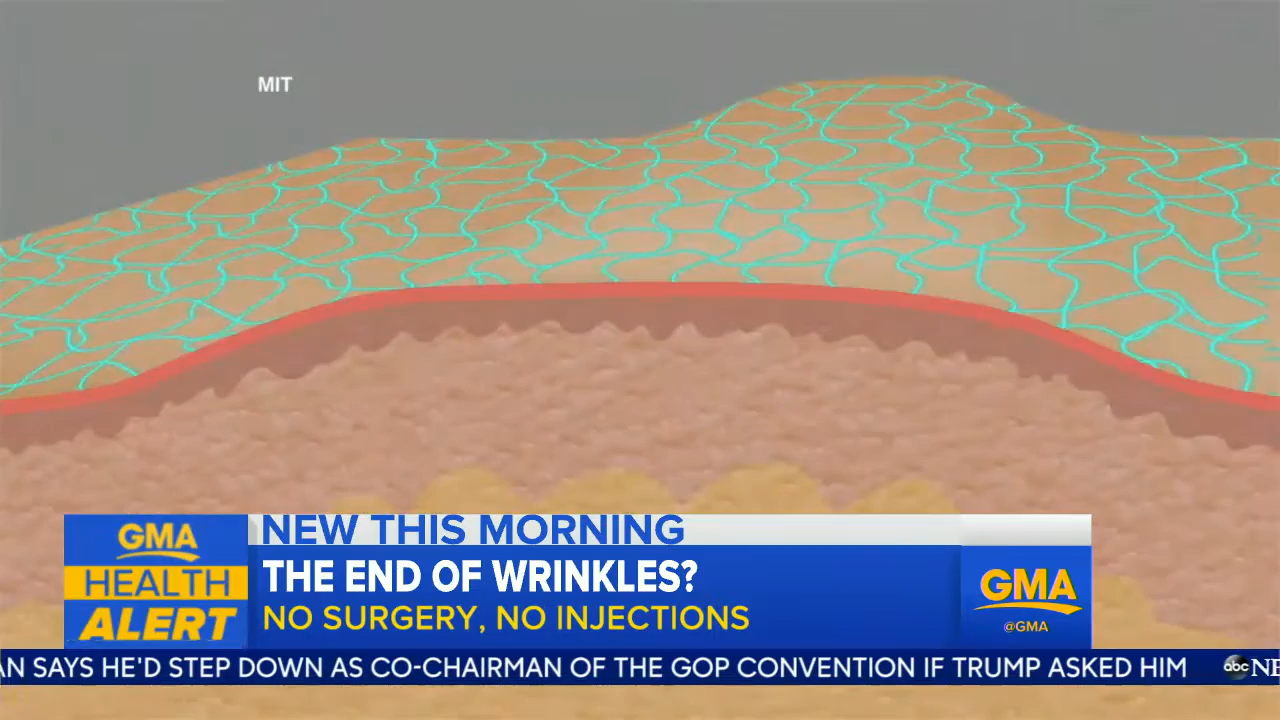 MIT
NEW THIS MORNING
GMA
HEALTH
ALERT
THE END OF WRINKLES?
NO SURGERY, NO INJECTIONS
GMA
@GMA
SAYS HE'D STEP DOWN AS CO-CHAIRMAN OF THE GOP CONVENTION IF TRUMP ASKED HIM
abc